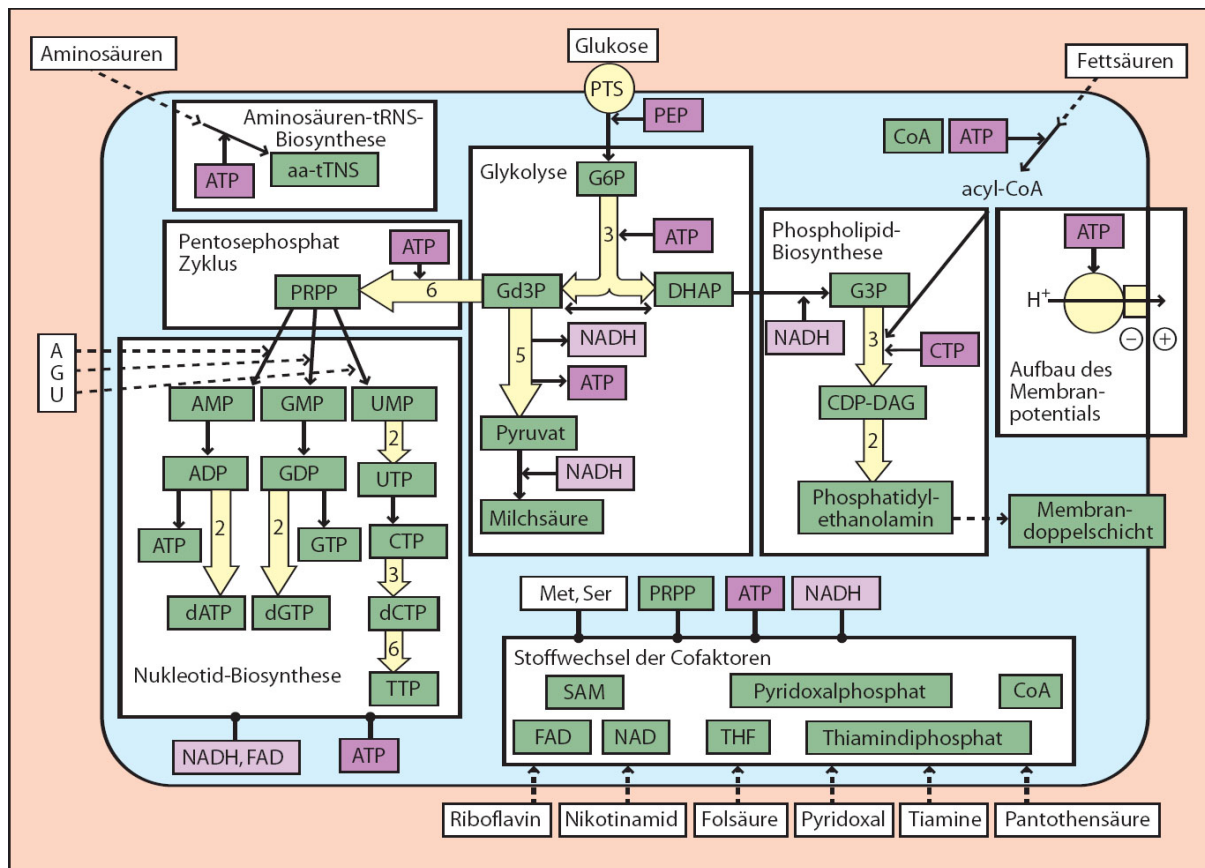 Aminosäuren
Glukose
Fettsäuren
PTS
Aminosäuren-tRNS-
Biosynthese
ATP
aa-tTNS
PEP
CoA
ATP
acyl-CoA
Glykolyse
G6P
3
ATP
Gd3P
DHAP
NADH
5
ATP
Pyruvat
NADH
Milchsäure
Pentosephosphat
Zyklus
ATP
PRPP
6
Phospholipid-
Biosynthese
G3P
NADH
3
CTP
CDP-DAG
2
Phosphatidyl-
ethanolamin
Membran-
doppelschicht
ATP
H+
− +
Aufbau des
Membran-
potentials
A
G
U
AMP
GMP
UMP
2
ADP
GDP
UTP
2
2
ATP
GTP
CTP
3
dATP
dGTP
dCTP
6
TTP
Nukleotid-Biosynthese
NADH, FAD
ATP
Met, Ser
PRPP
ATP
NADH
Stoffwechsel der Cofaktoren
SAM
Pyridoxalphosphat
CoA
FAD
NAD
THF
Thiamindiphosphat
Riboflavin
Nikotinamid
Folsäure
Pyridoxal
Tiamine
Pantothensäure